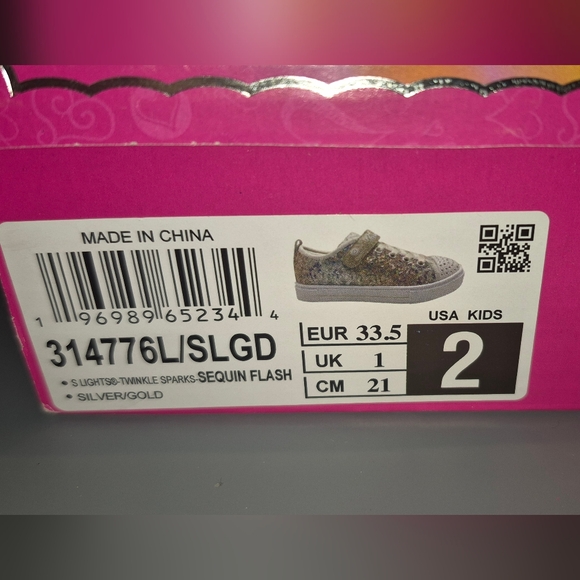 MADE IN CHINA
1 96989 65234 4
314776L/SLGD
• S LIGHTS®-TWINKLE SPARKS-SEQUIN FLASH
• SILVER/GOLD
USA KIDS
EUR 33.5
UK 1
CM 21
2